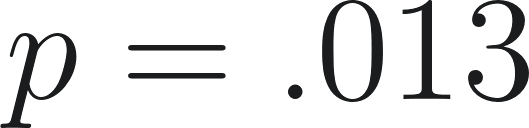 p = .013